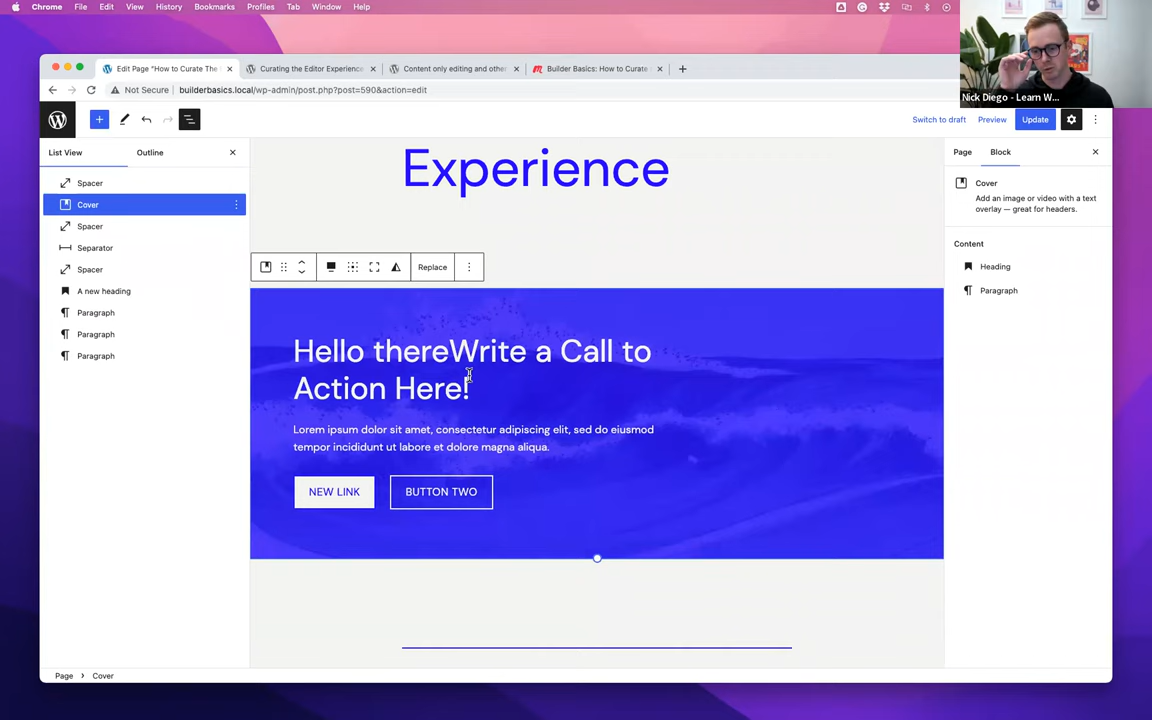 Chrome File Edit View History Bookmarks Profiles Tab Window Help
Nick Diego - Learn W...
Edit Page "How to Curate The
Curating the Editor Experience
Content only editing and other
Builder Basics: How to Curate
Not Secure builderbasics.local/wp-admin/post.php?post=590&action=edit
Switch to draft Preview Update
List View Outline
Spacer
Cover
Spacer
Separator
Spacer
A new heading
Paragraph
Paragraph
Paragraph
Experience
Replace
Hello thereWrite a Call to
Action Here!
Lorem ipsum dolor sit amet, consectetur adipiscing elit, sed do eiusmod
tempor incididunt ut labore et dolore magna aliqua.
NEW LINK BUTTON TWO
Page Block
Cover
Add an image or video with a text
overlay — great for headers.
Content
Heading
Paragraph
Page > Cover